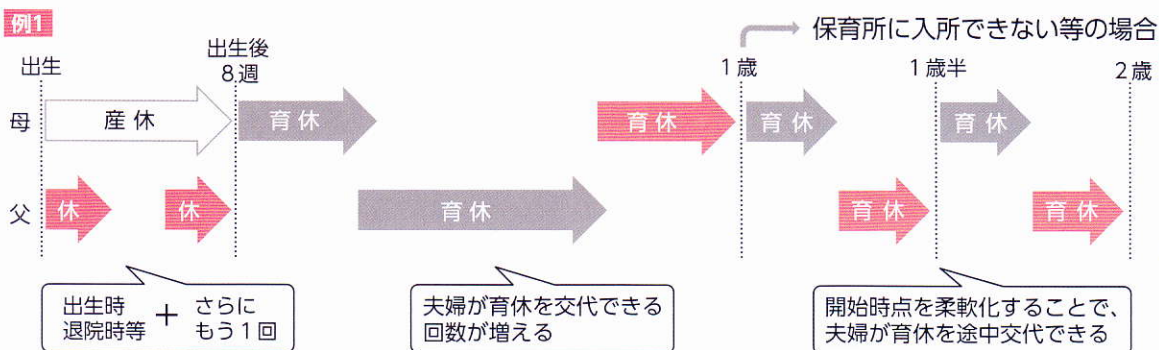 例1
保育所に入所できない等の場合
出生
出生後
8週
1歳
1歳半
2歳
母
産休
育休
育休
育休
育休
父
休
休
育休
育休
育休
出生時
退院時等
+
さらに
もう1回
夫婦が育休を交代できる
回数が増える
開始時点を柔軟化することで、
夫婦が育休を途中交代できる